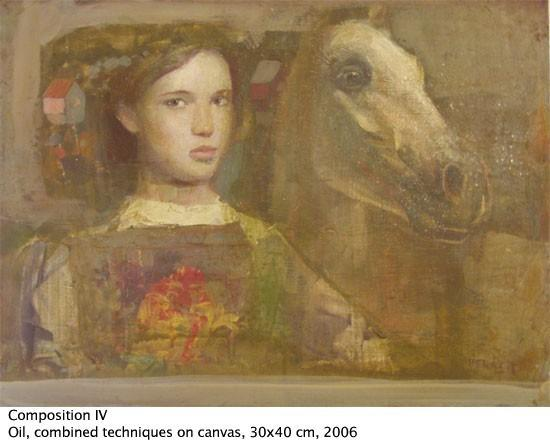 Composition IV
Oil, combined techniques on canvas, 30x40 cm, 2006